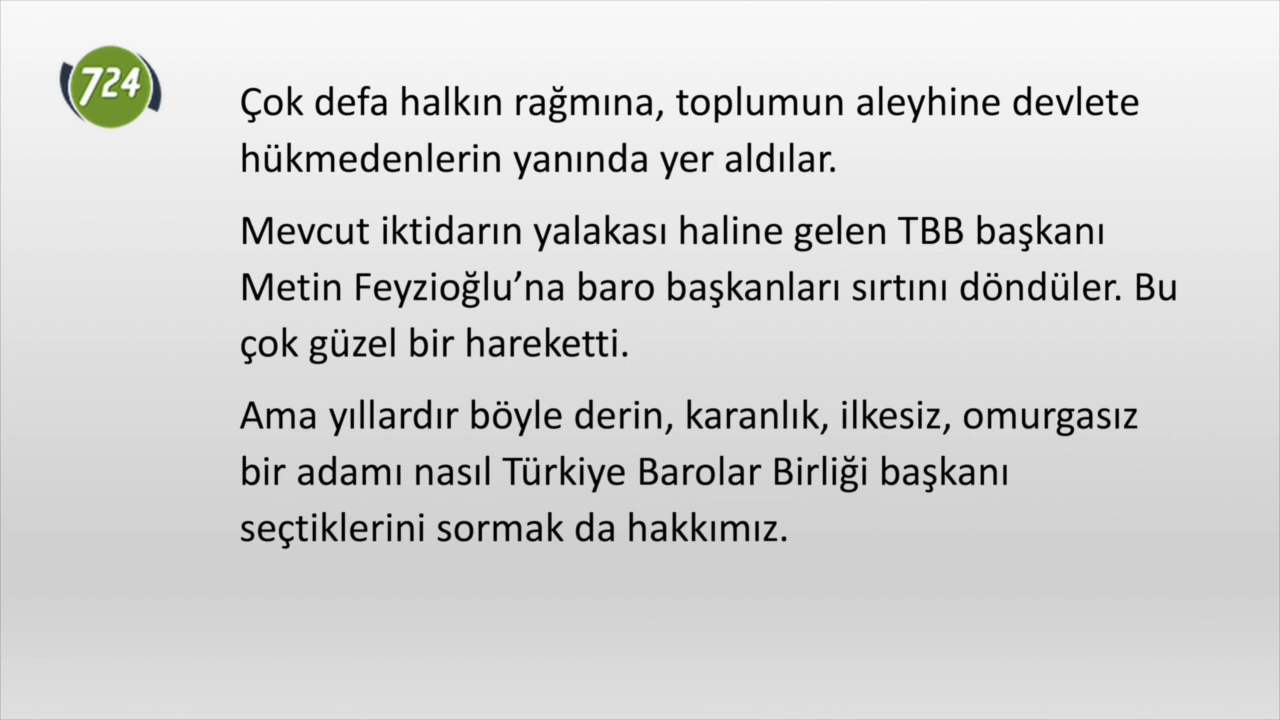 724
Çok defa halkın rağmına, toplumun aleyhine devlete
hükmedenlerin yanında yer aldılar.
Mevcut iktidarın yalakası haline gelen TBB başkanı
Metin Feyzioğlu’na baro başkanları sırtını döndüler. Bu
çok güzel bir hareketti.
Ama yıllardır böyle derin, karanlık, ilkesiz, omurgasız
bir adamı nasıl Türkiye Barolar Birliği başkanı
seçtiklerini sormak da hakkımız.